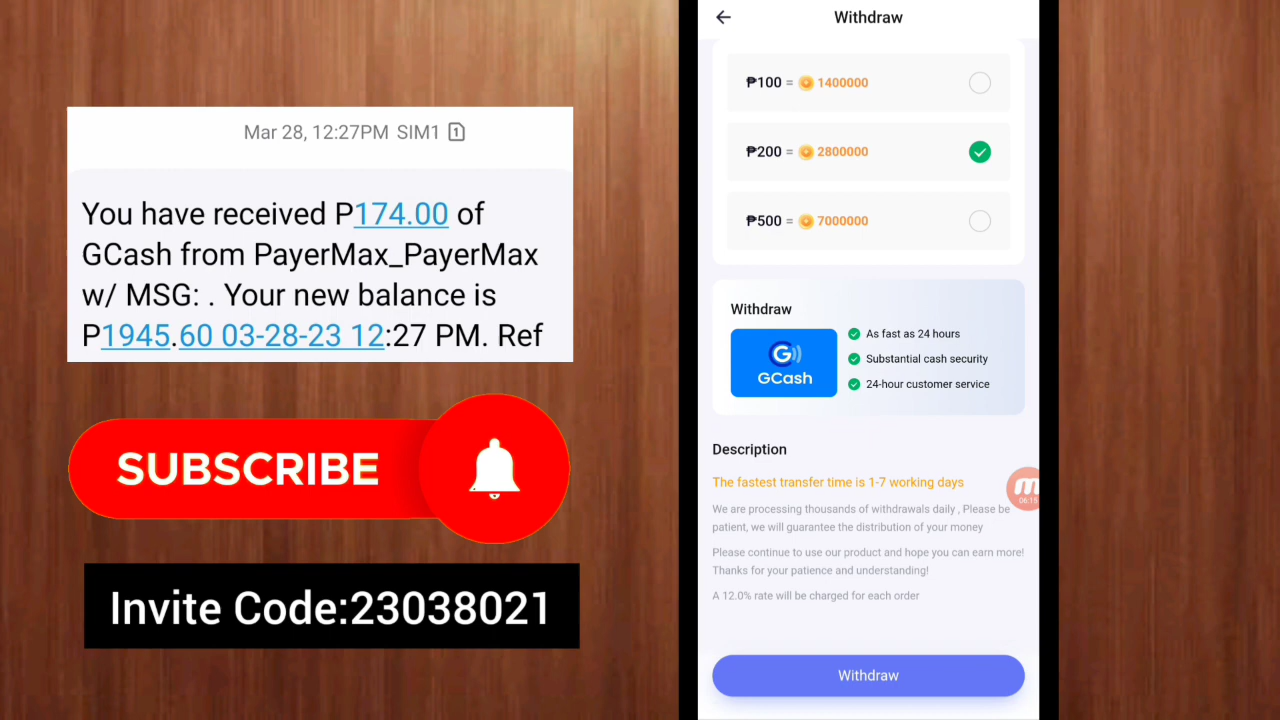 Mar 28, 12:27PM SIM1 1
You have received P174.00 of
GCash from PayerMax_PayerMax
w/ MSG: . Your new balance is
P1945.60 03-28-23 12:27 PM. Ref
SUBSCRIBE
Invite Code:23038021
Withdraw
₱100 = 1400000
₱200 = 2800000
₱500 = 7000000
Withdraw
G
GCash
As fast as 24 hours
Substantial cash security
24-hour customer service
Description
The fastest transfer time is 1-7 working days
We are processing thousands of withdrawals daily , Please be
patient, we will guarantee the distribution of your money
Please continue to use our product and hope you can earn more!
Thanks for your patience and understanding!
A 12.0% rate will be charged for each order
06:15
Withdraw